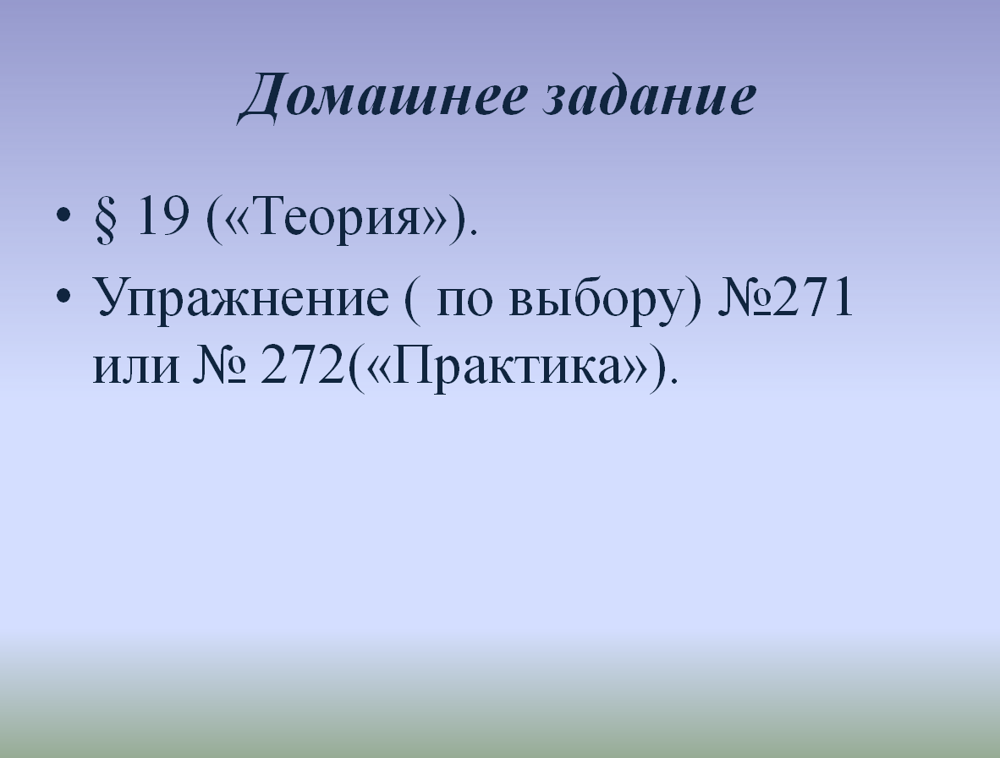 Домашнее задание
• § 19 («Теория»).
• Упражнение ( по выбору) №271
или № 272(«Практика»).